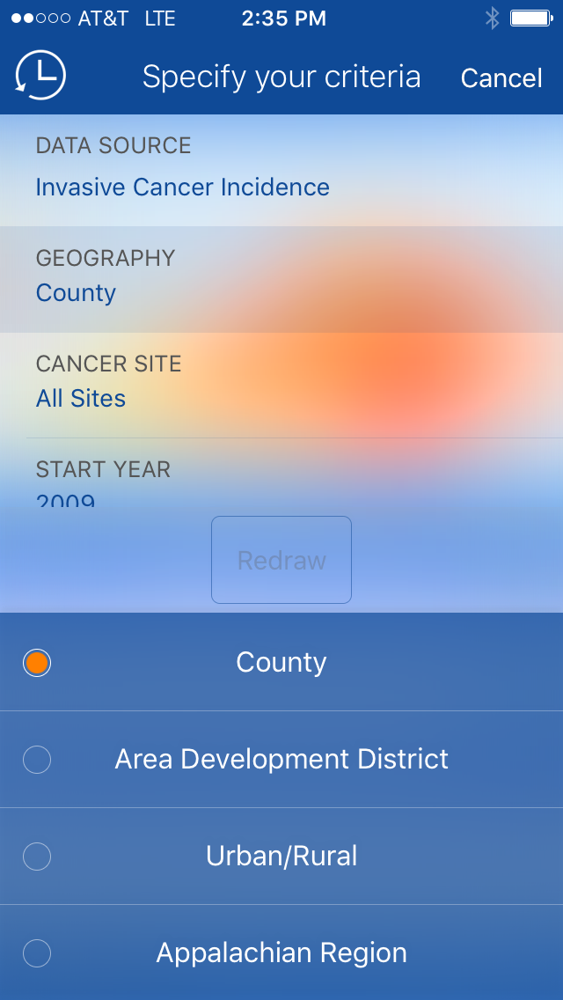 AT&T LTE 2:35 PM
Specify your criteria Cancel
DATA SOURCE
Invasive Cancer Incidence
GEOGRAPHY
County
CANCER SITE
All Sites
START YEAR
2009
Redraw
County
Area Development District
Urban/Rural
Appalachian Region